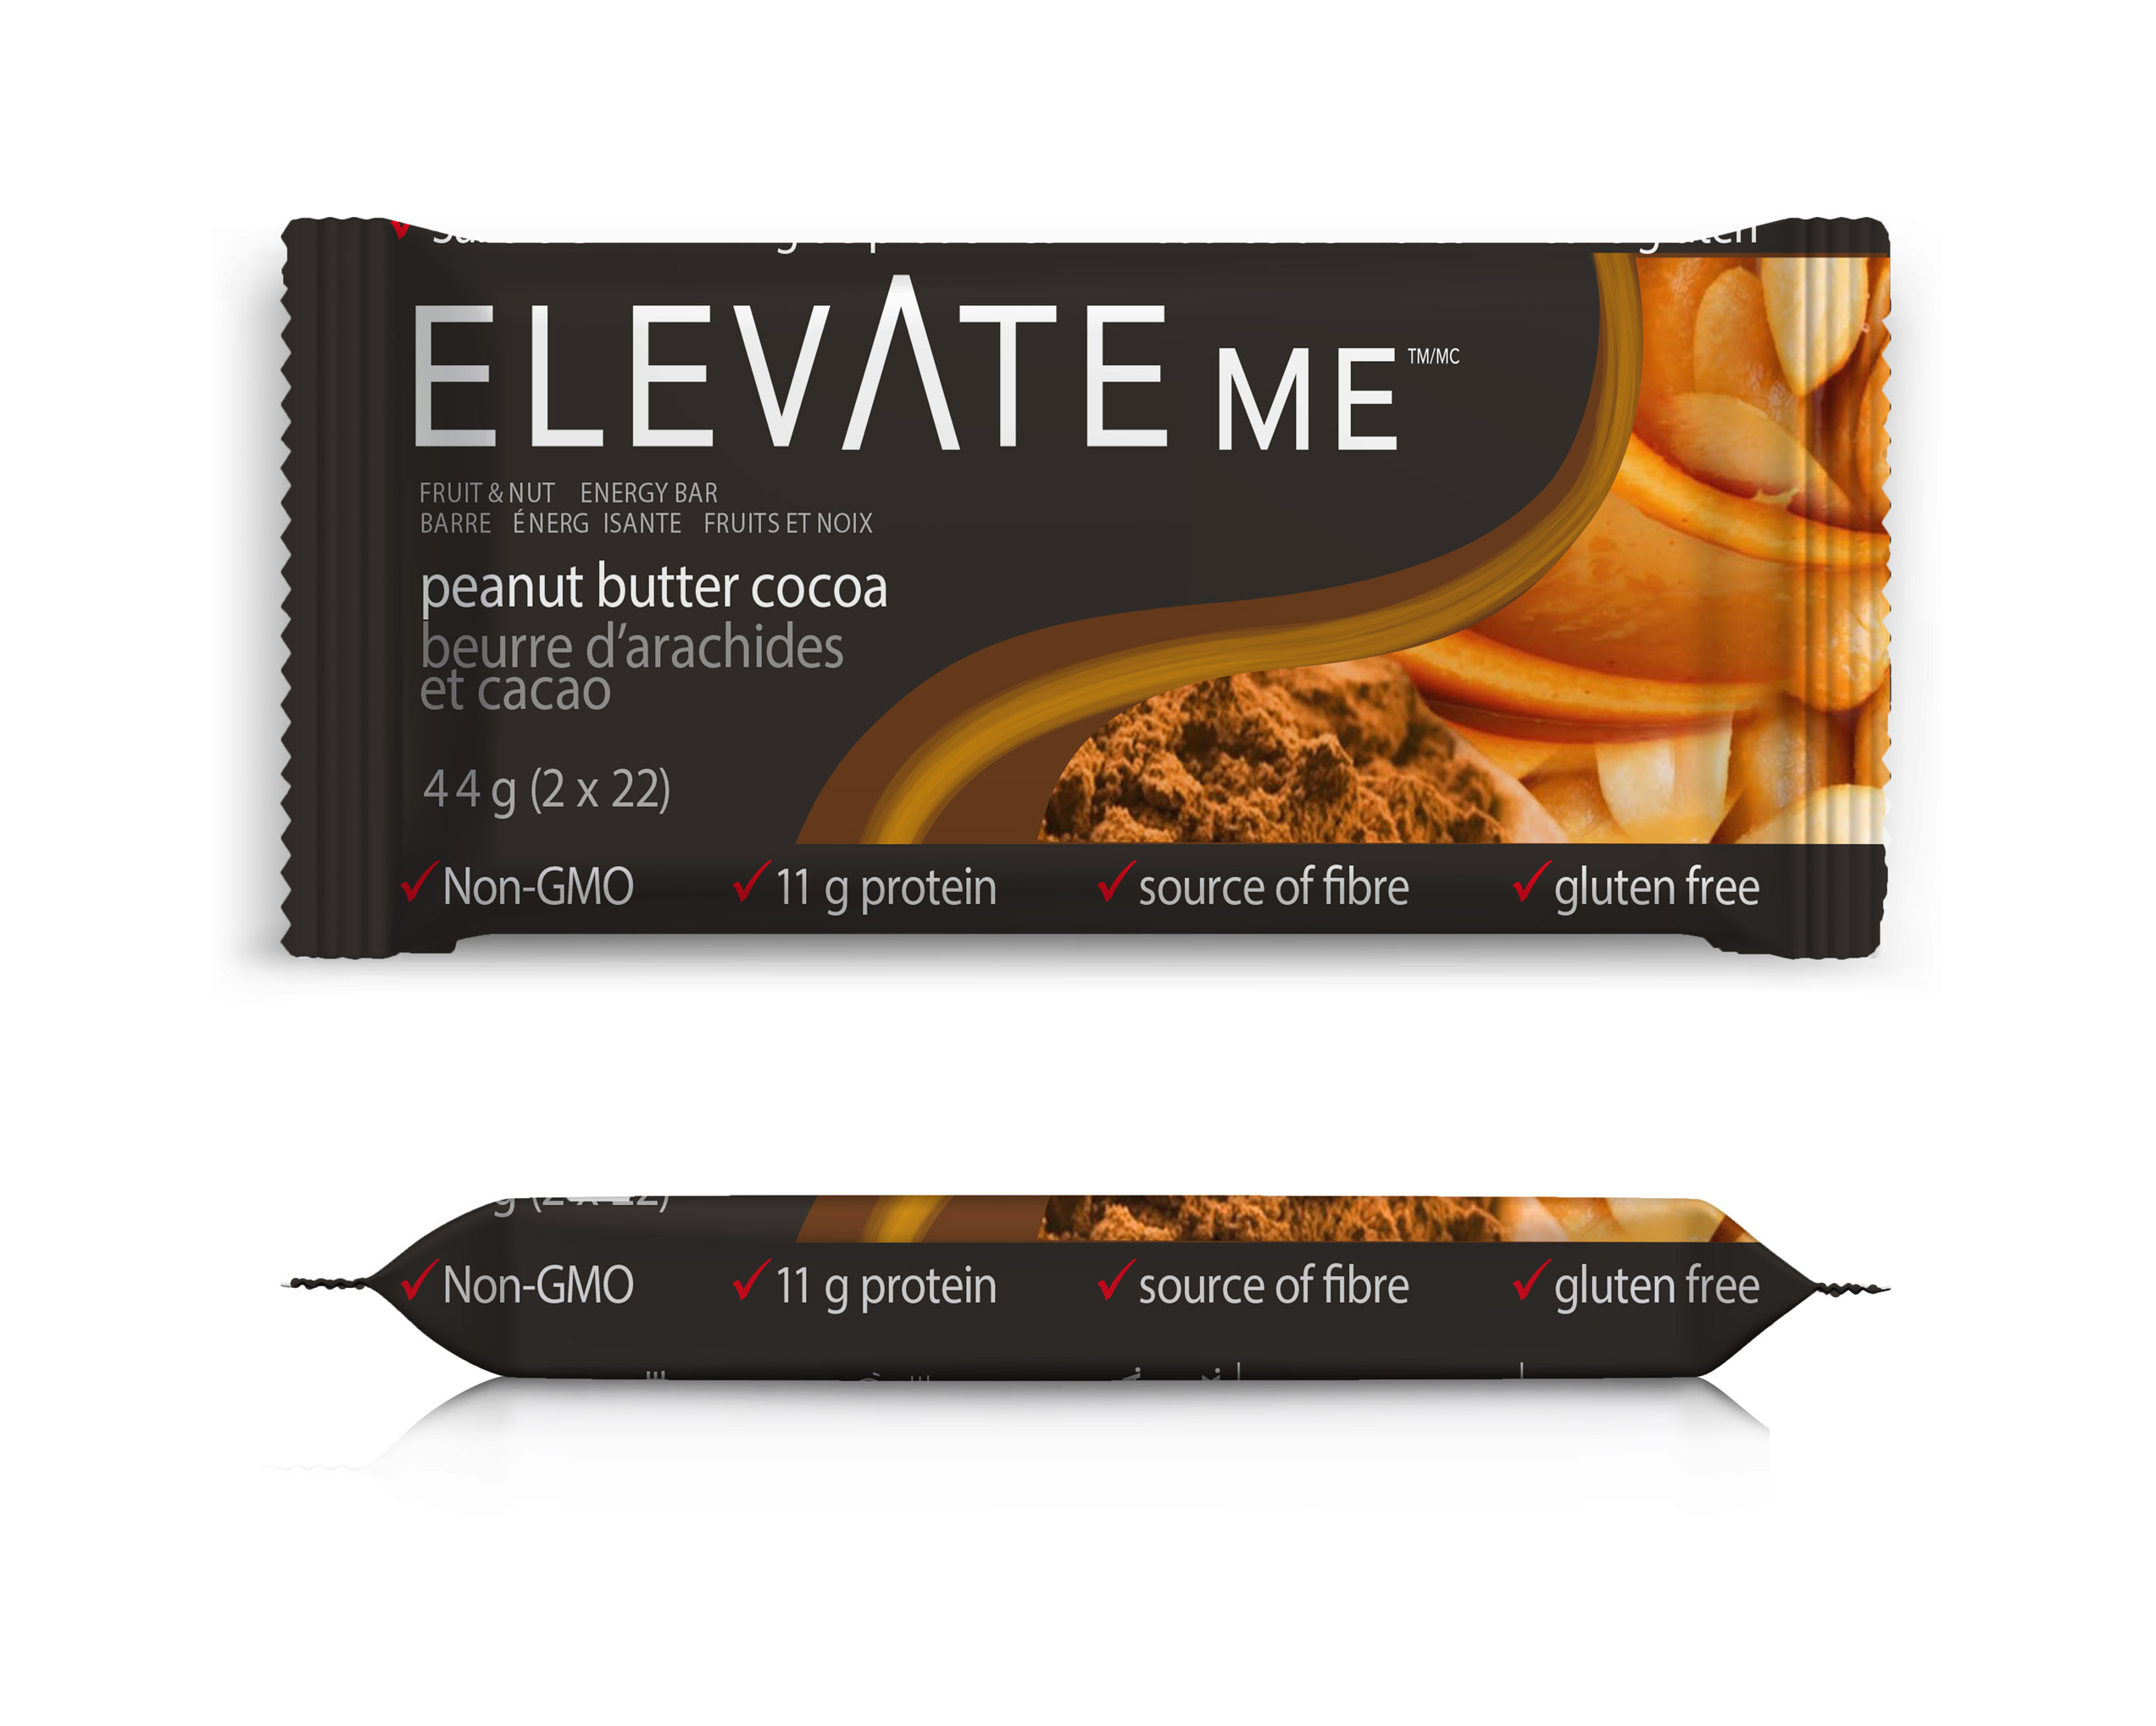 ELEVATE ME TM/MC
FRUIT & NUT ENERGY BAR
BARRE ÉNERG ISANTE FRUITS ET NOIX
peanut butter cocoa
beurre d'arachides
et cacao
44 g (2 x 22)
Non-GMO 11 g protein source of fibre gluten free
g (2 x 22)
Non-GMO 11 g protein source of fibre gluten free